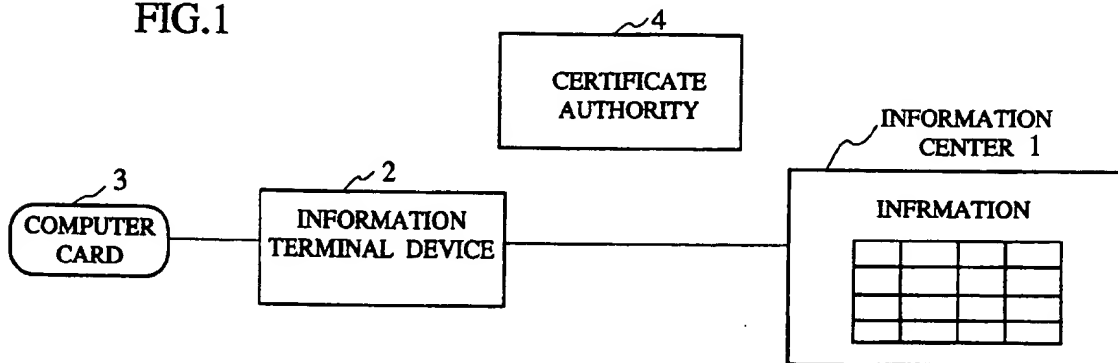 FIG.1
4
CERTIFICATE
AUTHORITY
INFORMATION
CENTER 1
3
COMPUTER
CARD
2
INFORMATION
TERMINAL DEVICE
INFRMATION